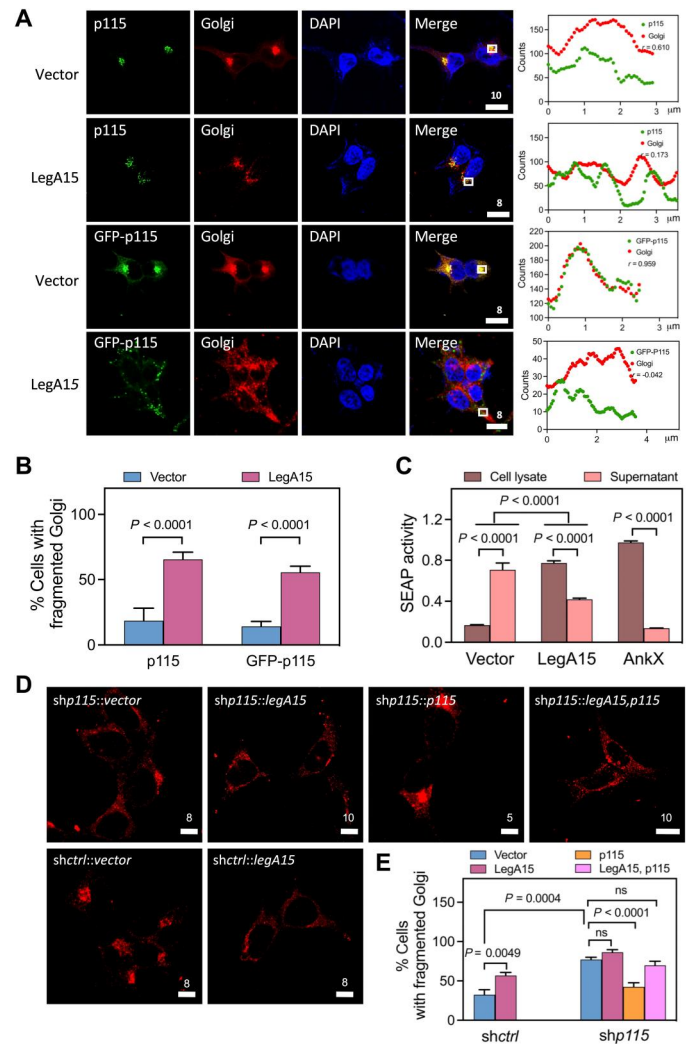 A
p115 Golgi DAPI Merge
Vector
10
Counts
150
100
50
0
0 1 2 3 μm
p115
Golgi
r = 0.610
p115 Golgi DAPI Merge
LegA15
8
Counts
200
150
100
50
0
0 1 2 3 μm
p115
Golgi
r = 0.173
GFP-p115 Golgi DAPI Merge
Vector
8
Counts
220
200
180
160
140
120
100
0 1 2 3 4 μm
GFP-p115
Golgi
r = 0.959
GFP-p115 Golgi DAPI Merge
LegA15
8
Counts
50
40
30
20
10
0
0 2 4 μm
GFP-P115
Glogi
r = -0.042
B
Vector LegA15
% Cells with
fragmented Golgi
100
50
0
P < 0.0001 P < 0.0001
p115 GFP-p115
C
Cell lysate Supernatant
SEAP activity
1.2
0.8
0.4
0.0
P < 0.0001
P < 0.0001 P < 0.0001 P < 0.0001
Vector LegA15 AnkX
D
shp115::vector shp115::legA15 shp115::p115 shp115::legA15,p115
8 10 5 10
shctrl::vector shctrl::legA15
8 8
E
Vector p115
LegA15 LegA15, p115
% Cells
with fragmented Golgi
150
100
50
0
ns
P = 0.0004 P < 0.0001
ns
P = 0.0049
shctrl shp115